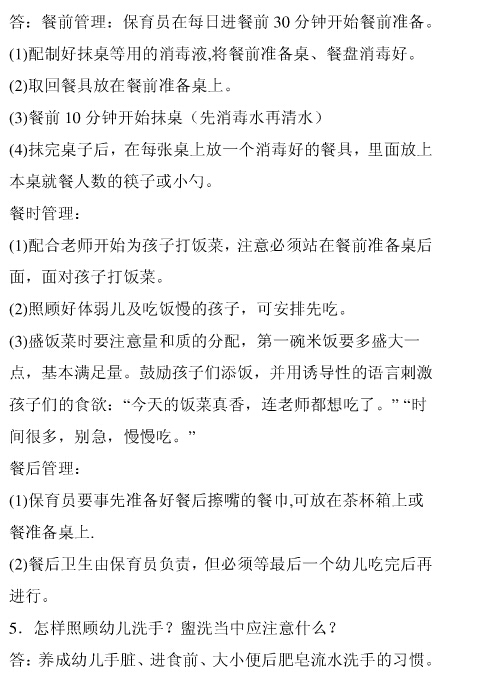 答：餐前管理：保育员在每日进餐前 30 分钟开始餐前准备。
(1)配制好抹桌等用的消毒液,将餐前准备桌、餐盘消毒好。
(2)取回餐具放在餐前准备桌上。
(3)餐前 10 分钟开始抹桌（先消毒水再清水）
(4)抹完桌子后，在每张桌上放一个消毒好的餐具，里面放上
本桌就餐人数的筷子或小勺。
餐时管理：
(1)配合老师开始为孩子打饭菜，注意必须站在餐前准备桌后
面，面对孩子打饭菜。
(2)照顾好体弱儿及吃饭慢的孩子，可安排先吃。
(3)盛饭菜时要注意量和质的分配，第一碗米饭要多盛大一
点，基本满足量。鼓励孩子们添饭，并用诱导性的语言刺激
孩子们的食欲：“今天的饭菜真香，连老师都想吃了。” “时
间很多，别急，慢慢吃。”
餐后管理：
(1)保育员要事先准备好餐后擦嘴的餐巾,可放在茶杯箱上或
餐准备桌上.
(2)餐后卫生由保育员负责，但必须等最后一个幼儿吃完后再
进行。
5．怎样照顾幼儿洗手？盥洗当中应注意什么？
答：养成幼儿手脏、进食前、大小便后肥皂流水洗手的习惯。